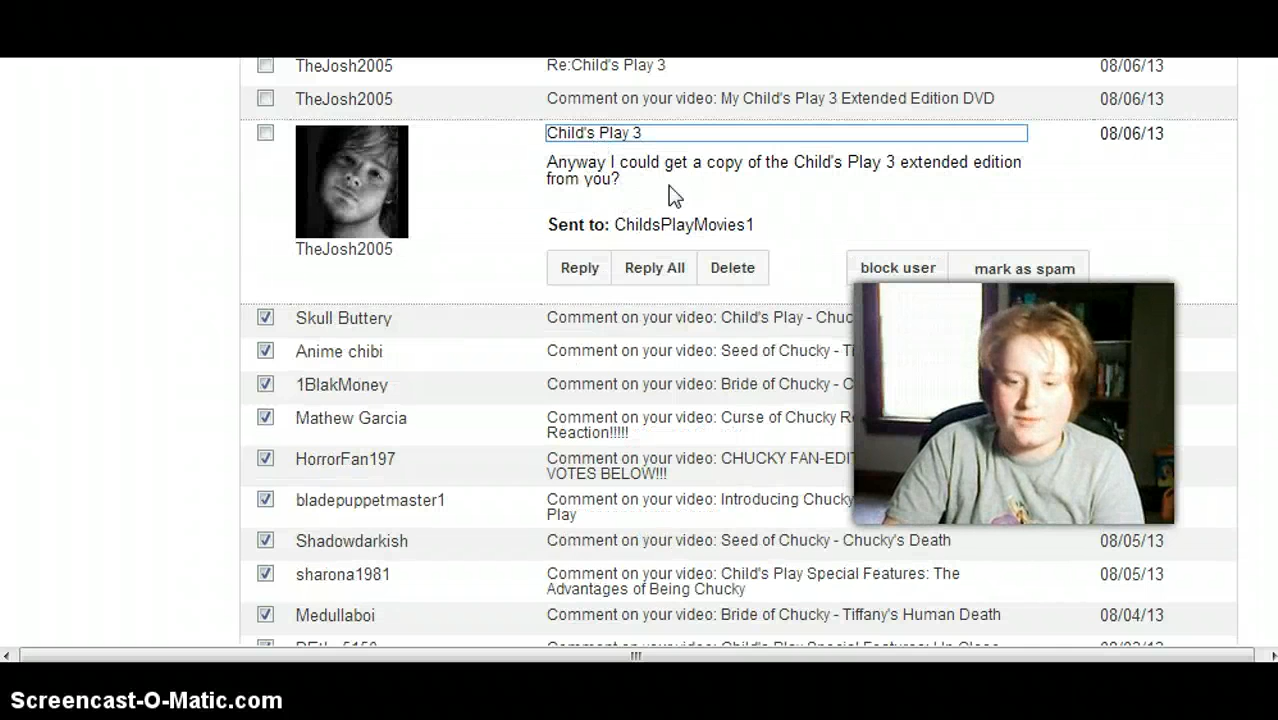 TheJosh2005 Re:Child's Play 3 08/06/13
TheJosh2005 Comment on your video: My Child's Play 3 Extended Edition DVD 08/06/13
Child's Play 3 08/06/13
Anyway I could get a copy of the Child's Play 3 extended edition
from you?
Sent to: ChildsPlayMovies1
TheJosh2005
Reply Reply All Delete block user mark as spam
Skull Buttery Comment on your video: Child's Play -
Anime chibi Comment on your video: Seed of Chucky -
1BlakMoney Comment on your video: Bride of Chucky -
Mathew Garcia Comment on your video: Curse of Chucky
Reaction!!!!!
HorrorFan197 Comment on your video: CHUCKY FAN-EDIT
VOTES BELOW!!!
bladepuppetmaster1 Comment on your video: Introducing Chucky
Play
Shadowdarkish Comment on your video: Seed of Chucky - Chucky's Death 08/05/13
sharona1981 Comment on your video: Child's Play Special Features: The 08/05/13
Advantages of Being Chucky
Medullaboi Comment on your video: Bride of Chucky - Tiffany's Human Death 08/04/13
Screencast-O-Matic.com